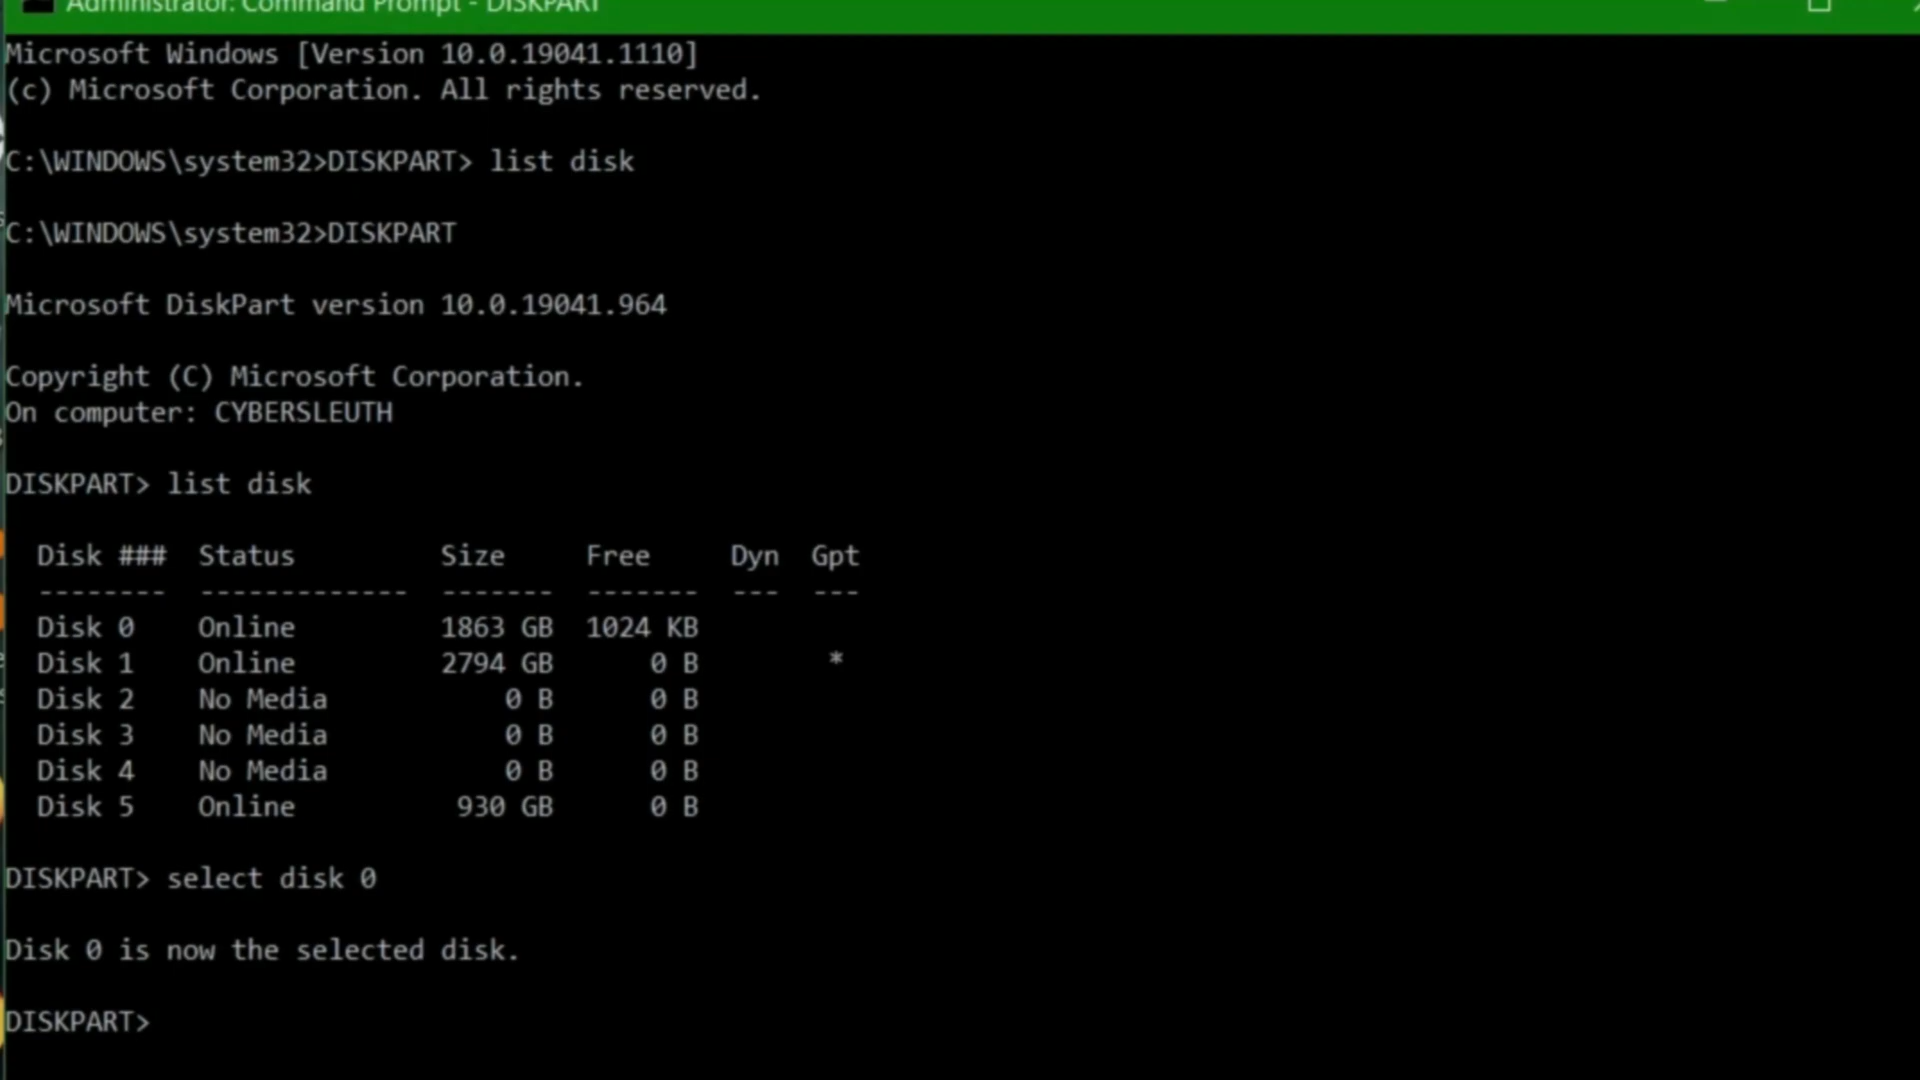 Administrator: Command Prompt - DISKPART
Microsoft Windows [Version 10.0.19041.1110]
(c) Microsoft Corporation. All rights reserved.
C:\WINDOWS\system32>DISKPART> list disk
C:\WINDOWS\system32>DISKPART
Microsoft DiskPart version 10.0.19041.964
Copyright (C) Microsoft Corporation.
On computer: CYBERSLEUTH
DISKPART> list disk
Disk ### Status Size Free Dyn Gpt
-------- ------------- ------- ------- --- ---
Disk 0 Online 1863 GB 1024 KB
Disk 1 Online 2794 GB 0 B *
Disk 2 No Media 0 B 0 B
Disk 3 No Media 0 B 0 B
Disk 4 No Media 0 B 0 B
Disk 5 Online 930 GB 0 B
DISKPART> select disk 0
Disk 0 is now the selected disk.
DISKPART>